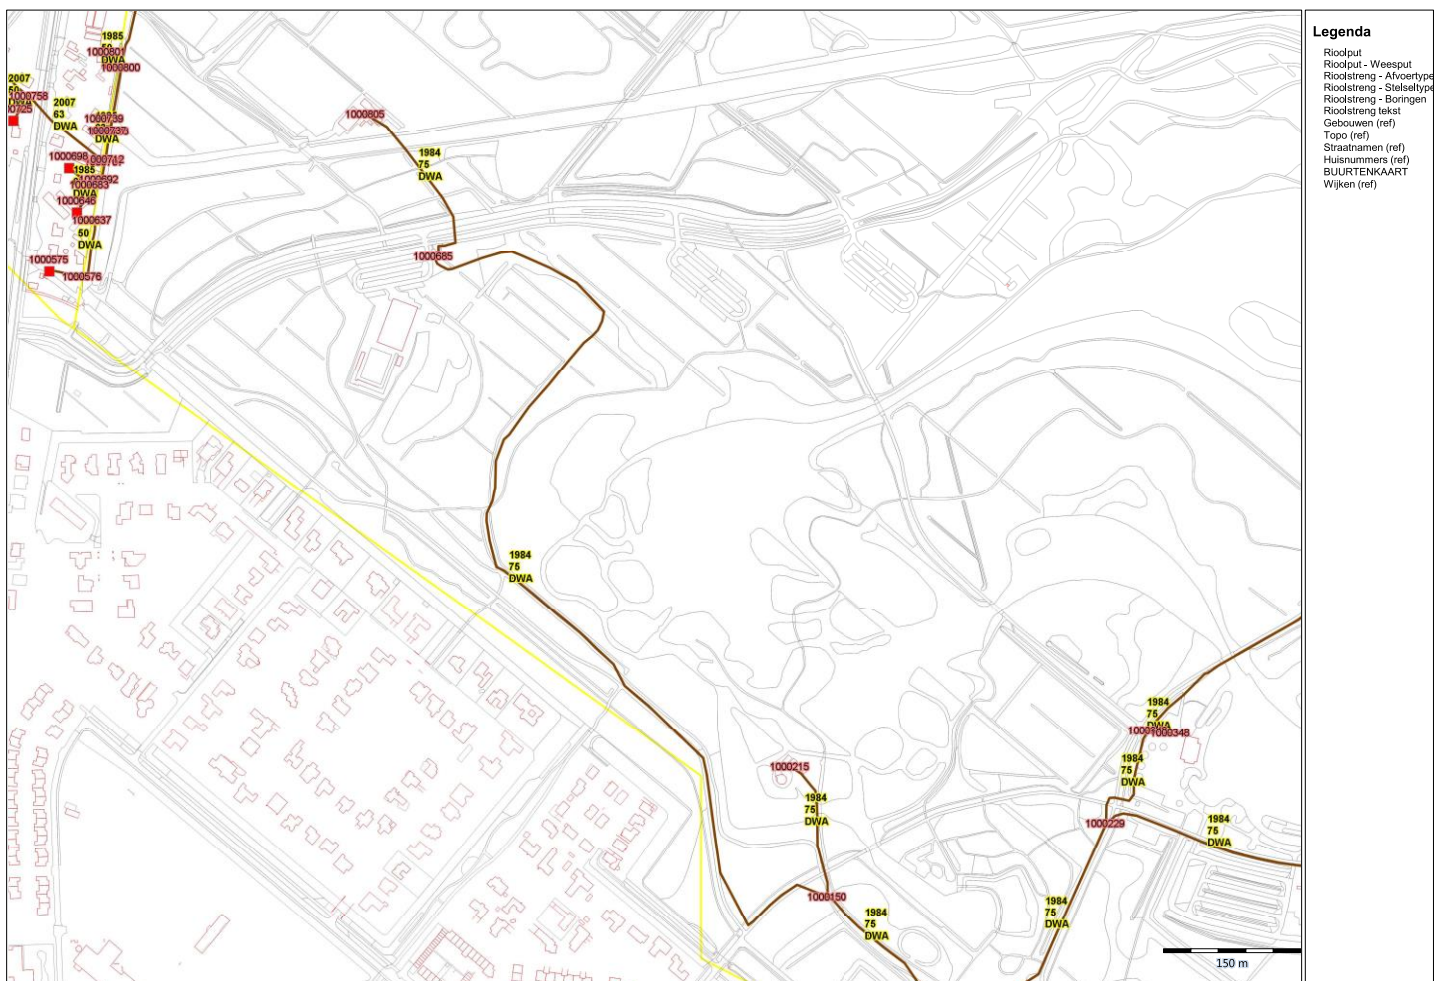 Legenda
Rioolput
Rioolput - Weesput
Rioolstreng - Afvoertype
Rioolstreng - Stelseltype
Rioolstreng - Boringen
Rioolstreng tekst
Gebouwen (ref)
Topo (ref)
Straatnamen (ref)
Huisnummers (ref)
BUURTENKAART
Wijken (ref)
1985
1000801
DWA
1000800
2007
1000758
2007
63
DWA
1000739
DWA
1000698
1000712
1985
1000683
DWA
1000646
1000637
50
DWA
1000575
1000576
1000805
1984
75
DWA
1000685
1984
75
DWA
1984
75
DWA
1000348
1984
75
DWA
1000215
1984
75
DWA
1000229
1984
75
DWA
1000150
1984
75
DWA
1984
75
DWA
150 m